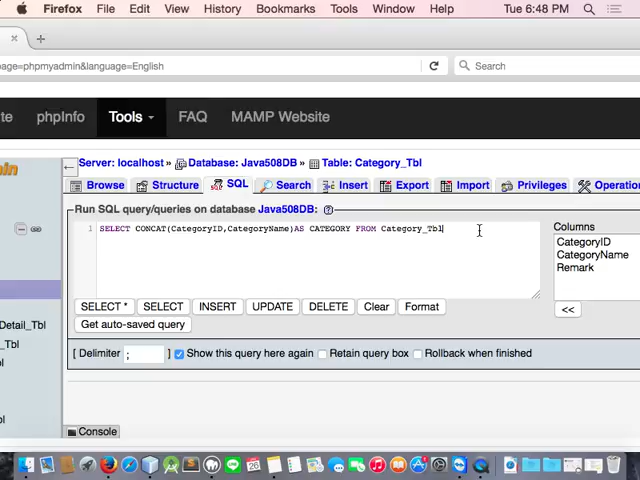 Firefox File Edit View History Bookmarks Tools Window Help Tue 6:48 PM
page=phpmyadmin&language=English Search
te phpInfo Tools FAQ MAMP Website
Server: localhost » Database: Java508DB » Table: Category_Tbl
Browse Structure SQL Search Insert Export Import Privileges Operation
Run SQL query/queries on database Java508DB:
1 SELECT CONCAT(CategoryID,CategoryName)AS CATEGORY FROM Category_Tbl
Columns
CategoryID
CategoryName
Remark
SELECT * SELECT INSERT UPDATE DELETE Clear Format <<
Get auto-saved query
Detail_Tbl
_Tbl
[ Delimiter ; ] Show this query here again Retain query box Rollback when finished
Console
26